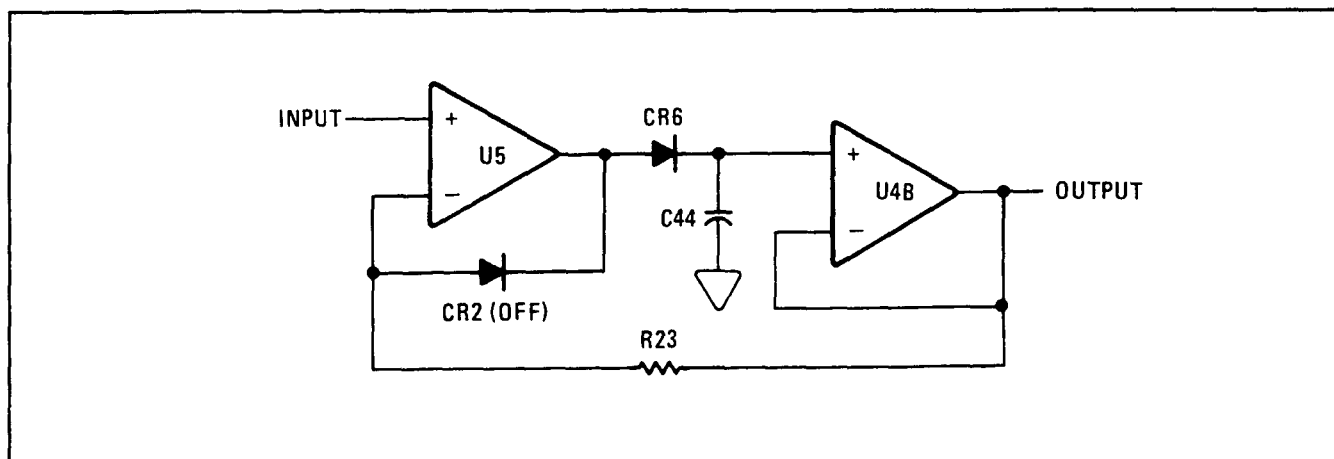 INPUT
+
U5
−
CR6
C44
+
U4B
−
OUTPUT
CR2 (OFF)
R23